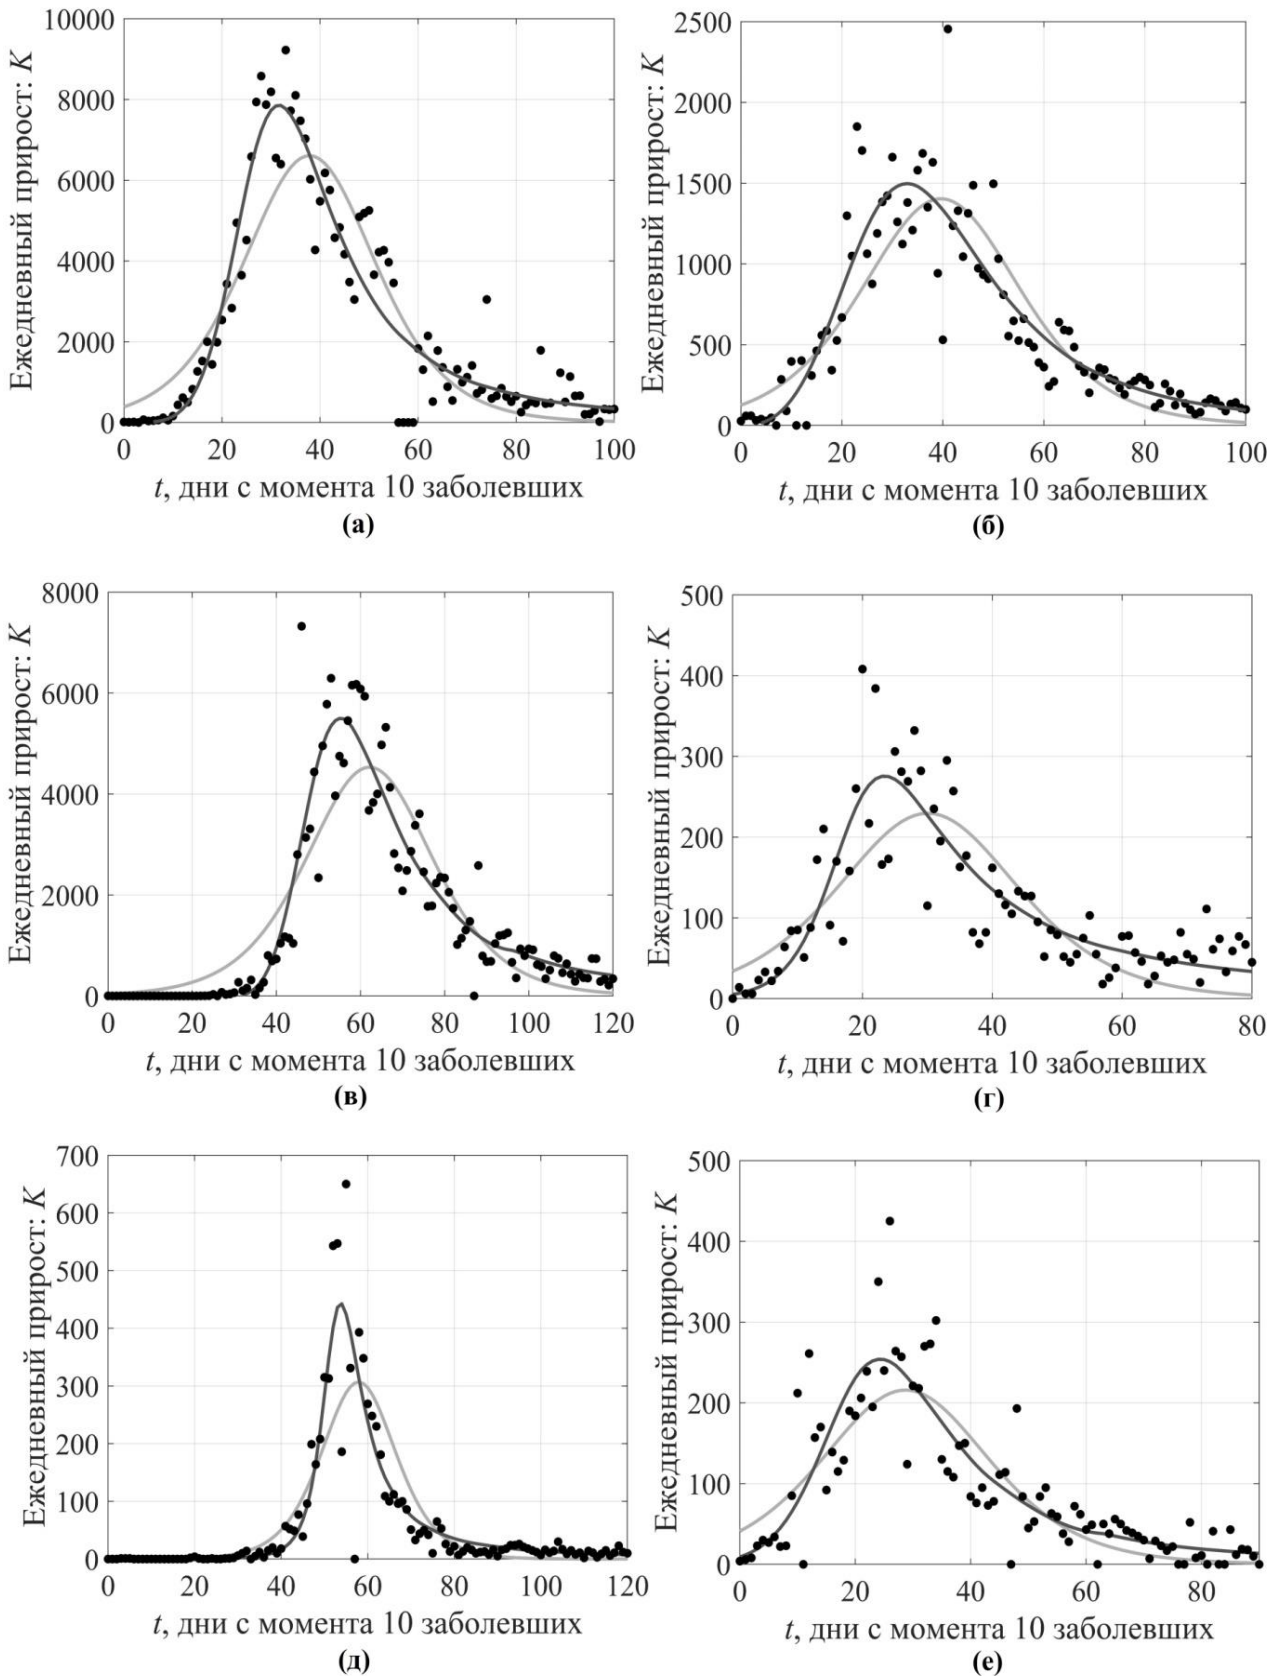 10000
8000
6000
4000
2000
0
Ежедневный прирост: K
0 20 40 60 80 100
t, дни с момента 10 заболевших
(а)
2500
2000
1500
1000
500
0
Ежедневный прирост: K
0 20 40 60 80 100
t, дни с момента 10 заболевших
(б)
8000
6000
4000
2000
0
Ежедневный прирост: K
0 20 40 60 80 100 120
t, дни с момента 10 заболевших
(в)
500
400
300
200
100
0
Ежедневный прирост: K
0 20 40 60 80
t, дни с момента 10 заболевших
(г)
700
600
500
400
300
200
100
0
Ежедневный прирост: K
0 20 40 60 80 100 120
t, дни с момента 10 заболевших
(д)
500
400
300
200
100
0
Ежедневный прирост: K
0 20 40 60 80
t, дни с момента 10 заболевших
(е)